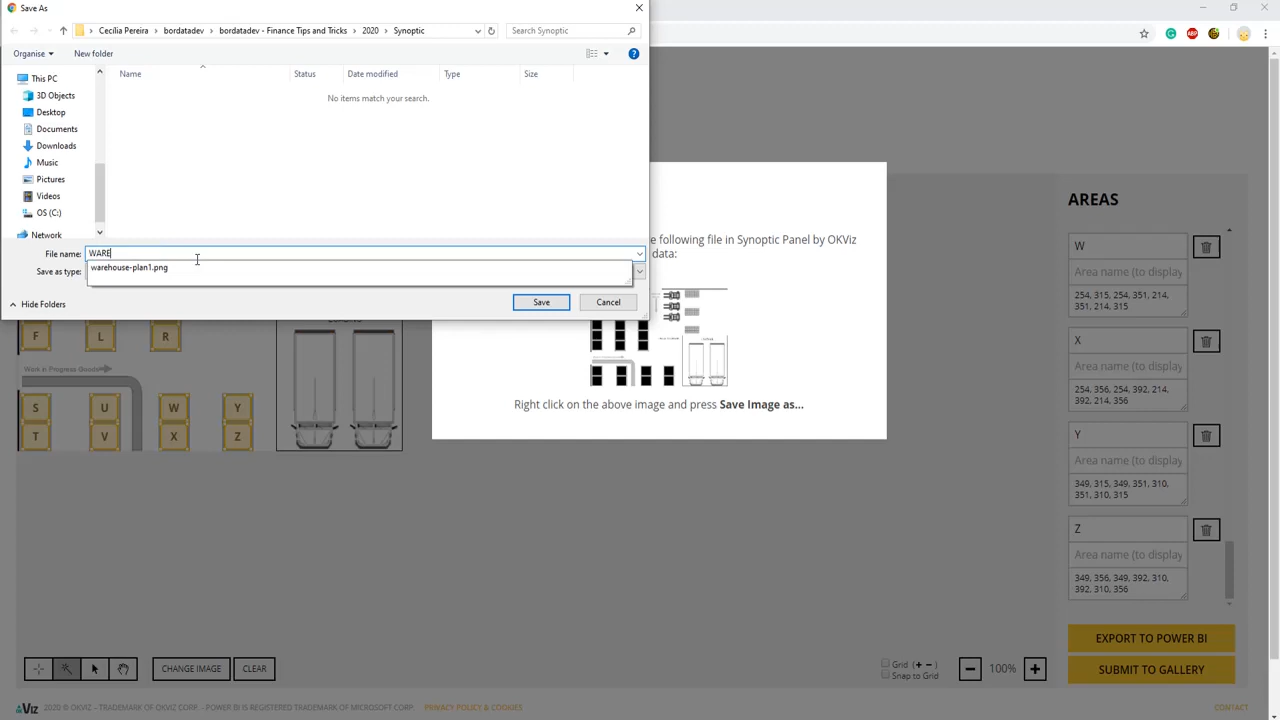 Save As
Cecília Pereira > bordatadev > bordatadev - Finance Tips and Tricks > 2020 > Synoptic
Search Synoptic
ABP
Organise
New folder
This PC
3D Objects
Desktop
Documents
Downloads
Music
Pictures
Videos
OS (C:)
Network
Name
Status
Date modified
Type
Size
No items match your search.
File name:
WARE
warehouse-plan1.png
Save as type:
Hide Folders
Save
Cancel
e following file in Synoptic Panel by OKViz
data:
Right click on the above image and press Save Image as...
F
L
R
Work in Progress Goods
S
U
W
Y
T
V
X
Z
AREAS
W
Area name (to display
254, 315, 254, 351, 214,
351, 214, 315
X
Area name (to display
254, 356, 254, 392, 214,
392, 214, 356
Y
Area name (to display
349, 315, 349, 351, 310,
351, 310, 315
Z
Area name (to display
349, 356, 349, 392, 310,
392, 310, 356
EXPORT TO POWER BI
SUBMIT TO GALLERY
CHANGE IMAGE
CLEAR
Grid ( + − )
Snap to Grid
100%
Viz
2020 © OKVIZ - TRADEMARK OF OKVIZ CORP. - POWER BI IS REGISTERED TRADEMARK OF MICROSOFT CORP.
PRIVACY POLICY & COOKIES
CONTACT